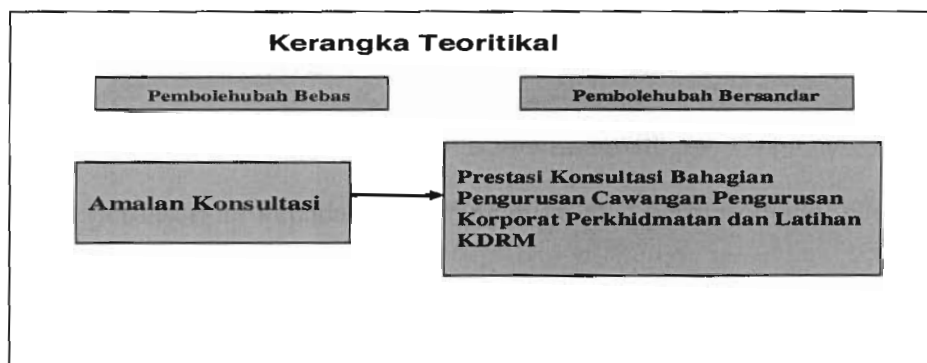 Kerangka Teoritikal
Pembolehubah Bebas
Pembolehubah Bersandar
Amalan Konsultasi
Prestasi Konsultasi Bahagian
Pengurusan Cawangan Pengurusan
Korporat Perkhidmatan dan Latihan
KDRM